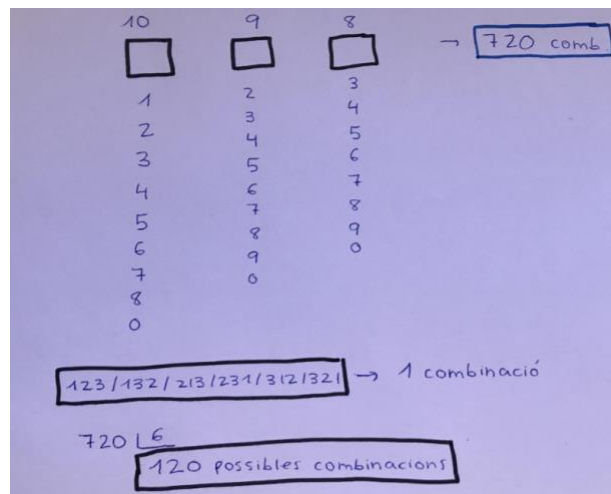 10 9 8
→ 720 comb.
1 2 3
2 3 4
3 4 5
4 5 6
5 6 7
6 7 8
7 8 9
8 9 0
0 0
123/132/213/231/312/321 → 1 combinació
720 6
120 possibles combinacions